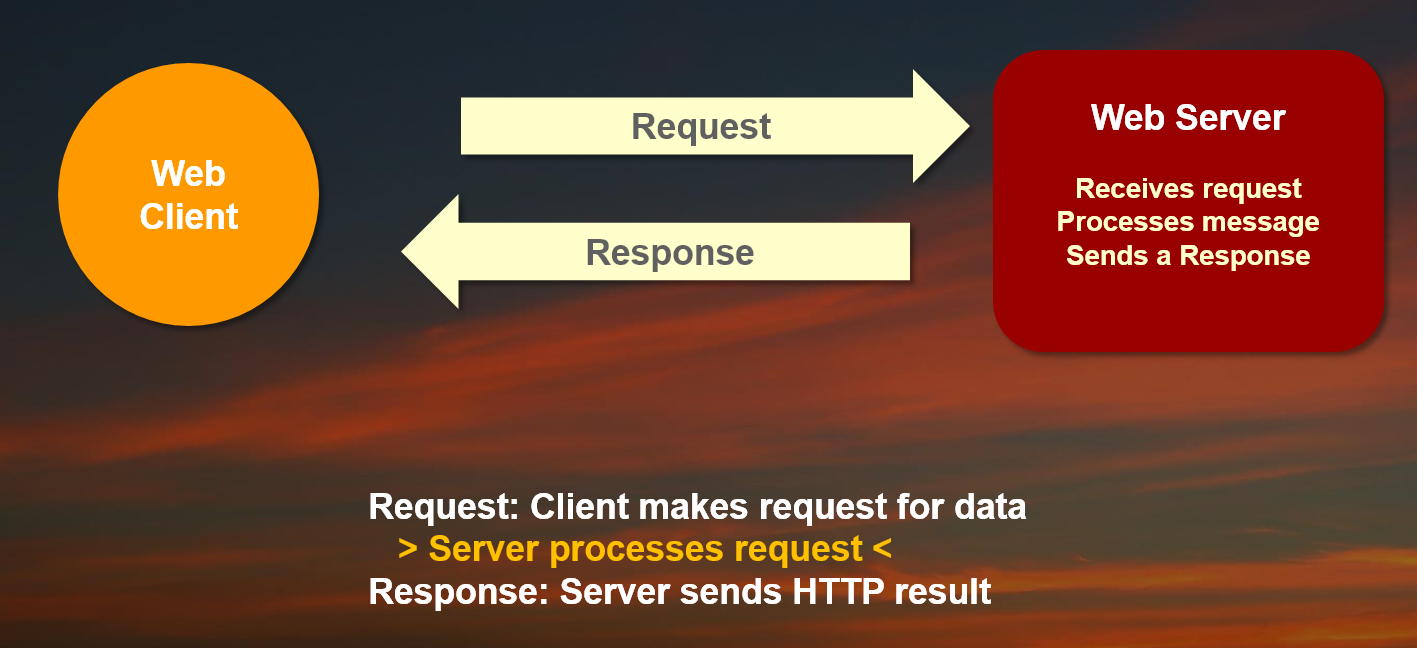 Web
Client
Request
Response
Web Server
Receives request
Processes message
Sends a Response
Request: Client makes request for data
> Server processes request <
Response: Server sends HTTP result